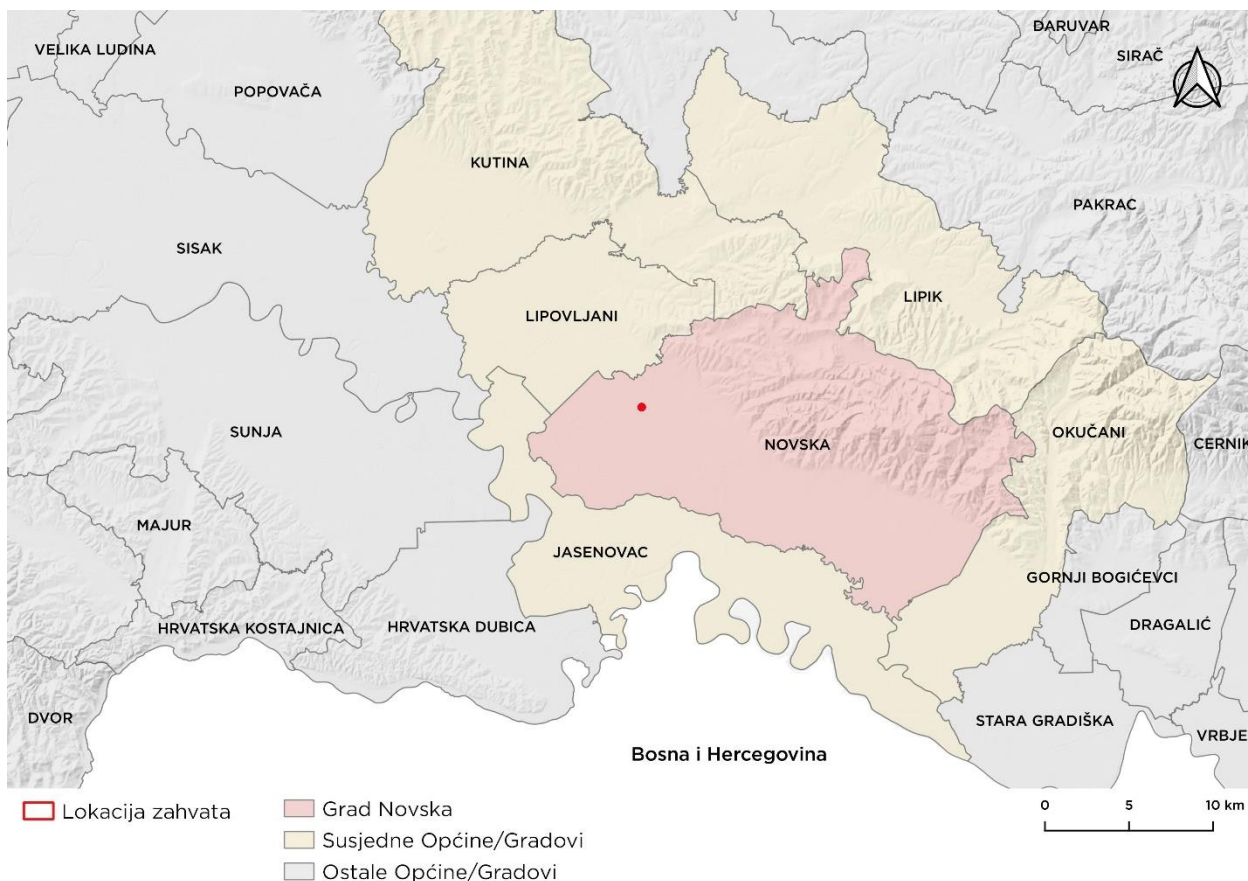 DARUVAR
VELIKA LUDINA
SIRAČ
POPOVAČA
KUTINA
PAKRAC
SISAK
LIPIK
LIPOVLJANI
SUNJA
OKUČANI
NOVSKA
CERNIK
MAJUR
JASENOVAC
GORNJI BOGIĆEVCI
HRVATSKA KOSTAJNICA
HRVATSKA DUBICA
DRAGALIĆ
DVOR
STARA GRADIŠKA
VRBJE
Bosna i Hercegovina
Lokacija zahvata
Grad Novska
Susjedne Općine/Gradovi
Ostale Općine/Gradovi
0 5 10 km